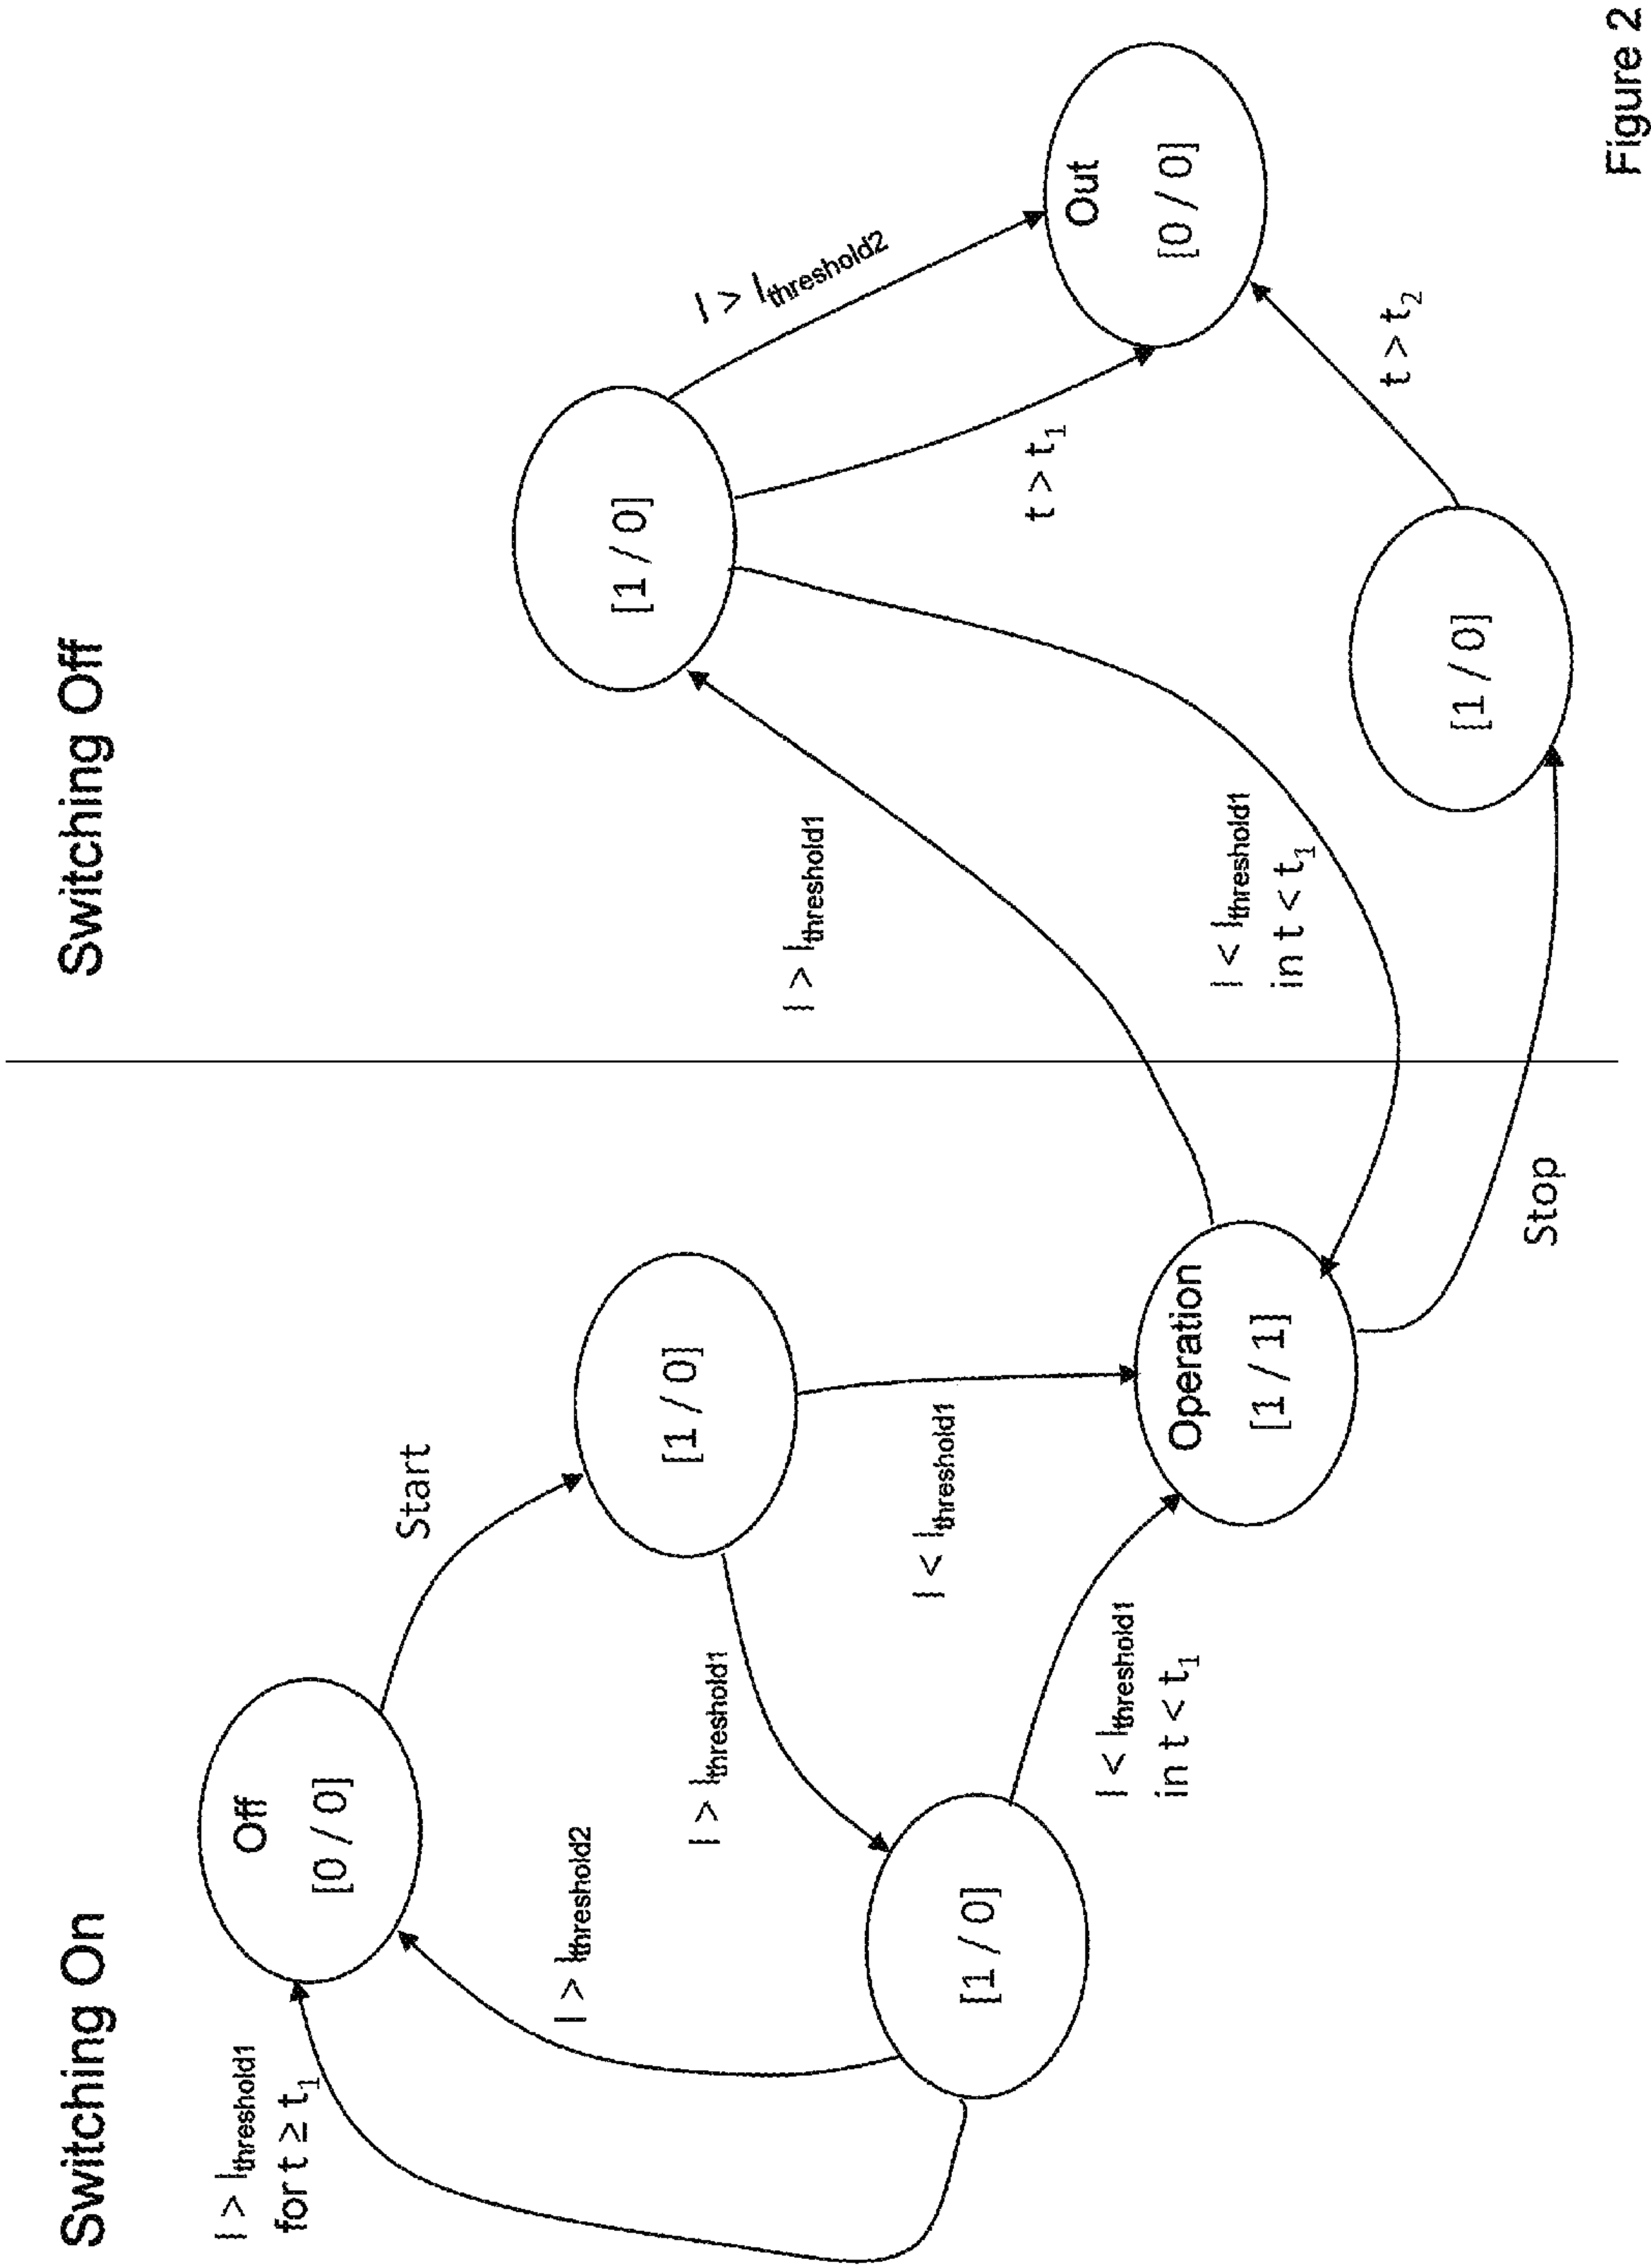 Switching On
Switching Off
I > Ithreshold1
for t ≥ t1
Off
[0 / 0]
Start
I > Ithreshold2
[1 / 0]
I > Ithreshold1
I < Ithreshold1
[1 / 0]
I < Ithreshold1
in t < t1
Operation
[1 / 1]
Stop
I > Ithreshold1
I < Ithreshold1
in t < t1
[1 / 0]
I > Ithreshold2
t > t1
Out
[0 / 0]
t > t2
[1 / 0]
Figure 2